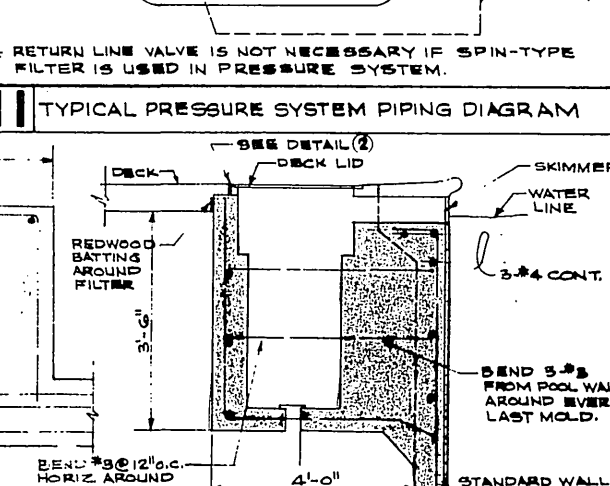 RETURN LINE VALVE IS NOT NECESSARY IF SPIN-TYPE
FILTER IS USED IN PRESSURE SYSTEM.
TYPICAL PRESSURE SYSTEM PIPING DIAGRAM
SEE DETAIL 2
DECK
DECK LID
SKIMMER
WATER
LINE
REDWOOD
BATTING
AROUND
FILTER
3-#4 CONT.
3'-6"
BEND 3-#3
FROM POOL WAL
AROUND EVER
LAST MOLD.
BEND #3@12"O.C.
HORIZ. AROUND
4'-0"
STANDARD WALL